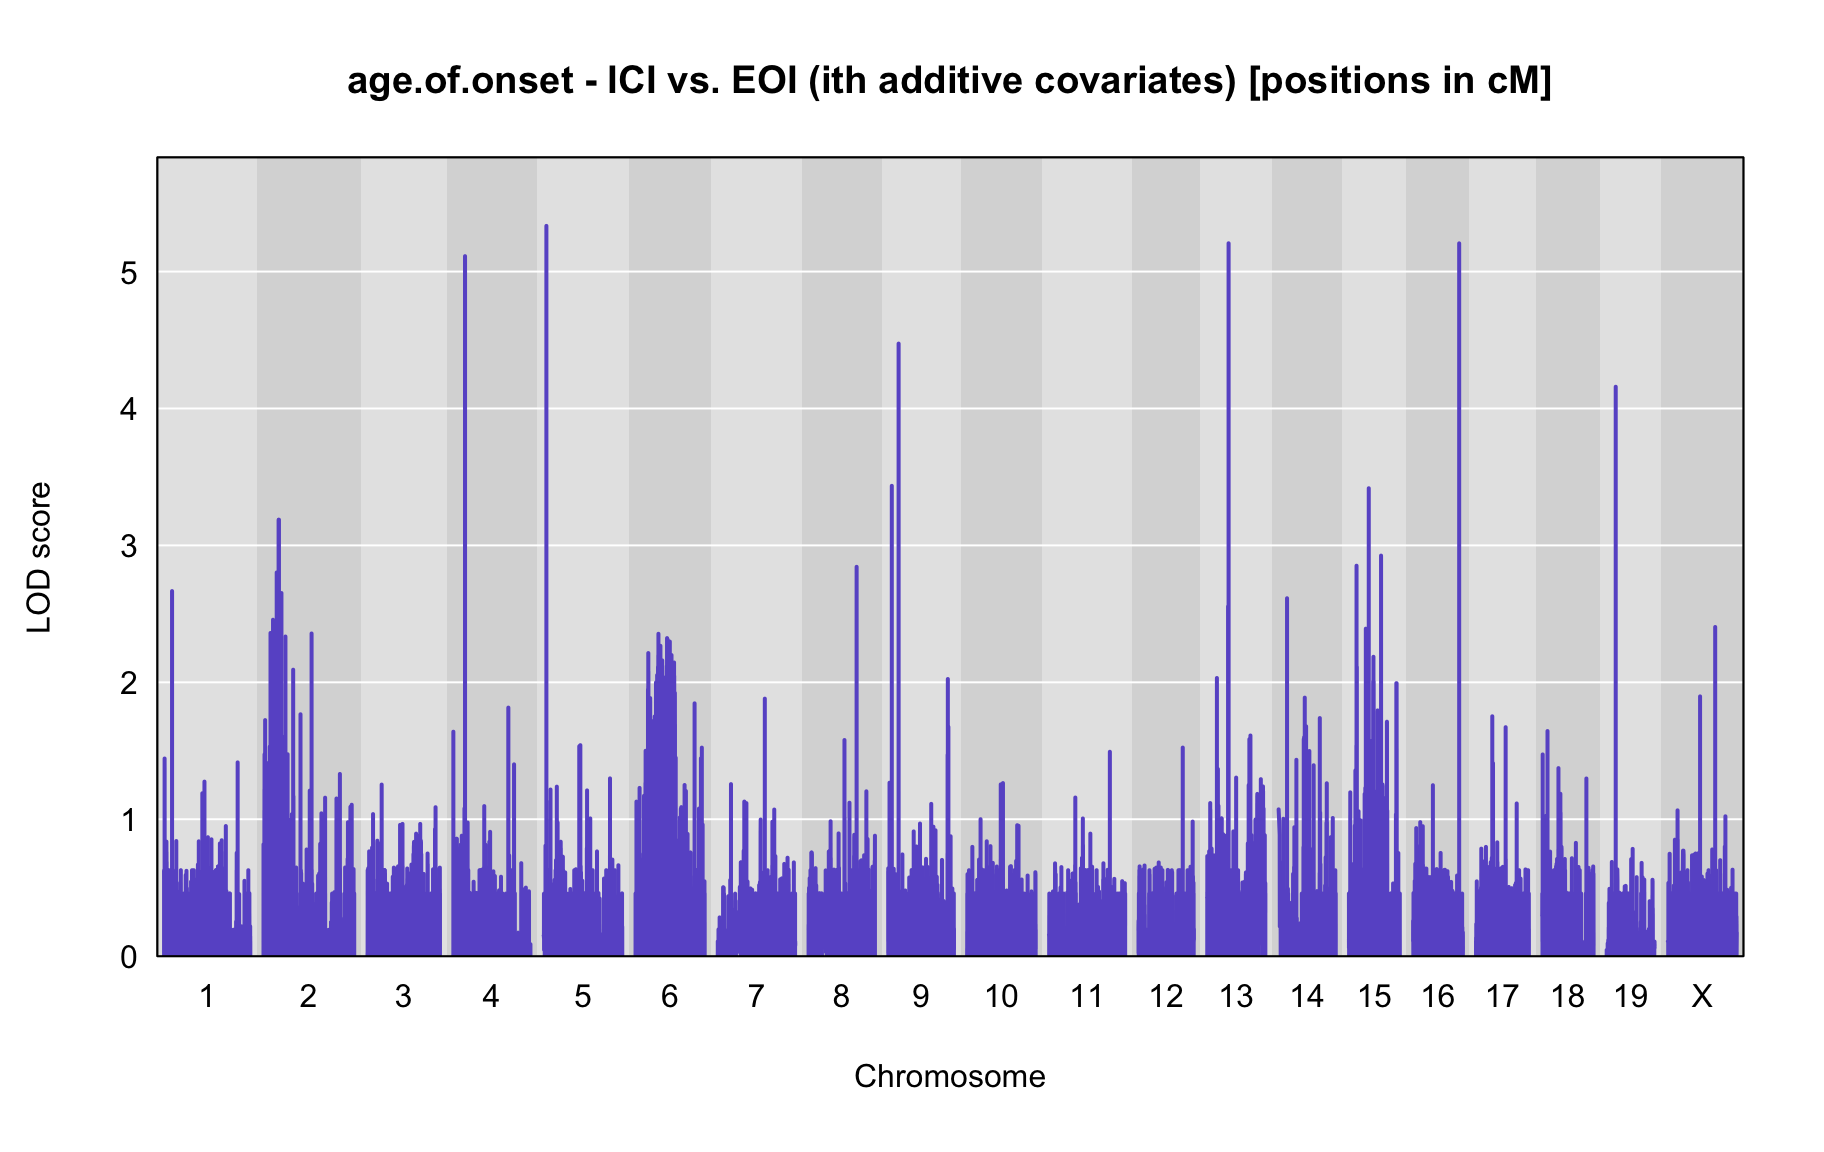 age.of.onset - ICI vs. EOI (ith additive covariates) [positions in cM]
5
4
3
2
1
0
LOD score
1 2 3 4 5 6 7 8 9 10 11 12 13 14 15 16 17 18 19 X
Chromosome